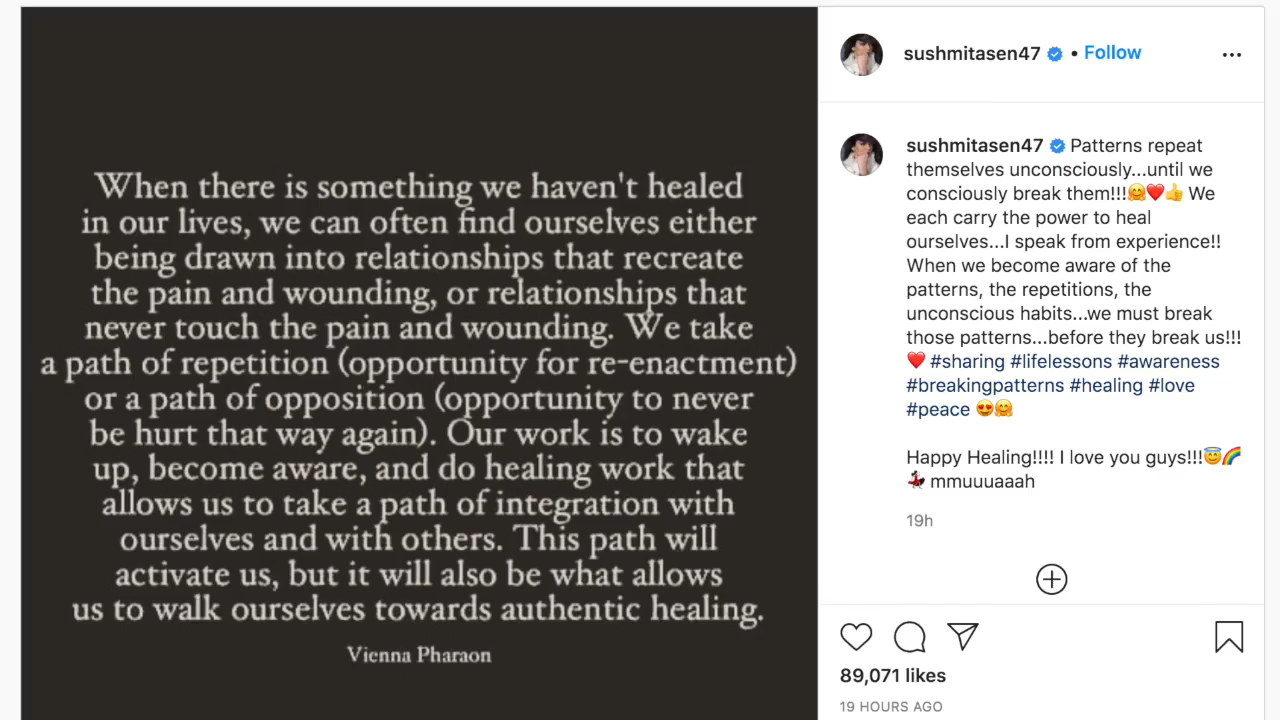 When there is something we haven't healed
in our lives, we can often find ourselves either
being drawn into relationships that recreate
the pain and wounding, or relationships that
never touch the pain and wounding. We take
a path of repetition (opportunity for re-enactment)
or a path of opposition (opportunity to never
be hurt that way again). Our work is to wake
up, become aware, and do healing work that
allows us to take a path of integration with
ourselves and with others. This path will
activate us, but it will also be what allows
us to walk ourselves towards authentic healing.
Vienna Pharaon
sushmitasen47 • Follow
sushmitasen47 Patterns repeat
themselves unconsciously...until we
consciously break them!!!🤗❤️👍 We
each carry the power to heal
ourselves...I speak from experience!!
When we become aware of the
patterns, the repetitions, the
unconscious habits...we must break
those patterns...before they break us!!!
❤️ #sharing #lifelessons #awareness
#breakingpatterns #healing #love
#peace 😍🤗
Happy Healing!!!! I love you guys!!!😇🌈
💃 mmuuuaaah
19h
89,071 likes
19 HOURS AGO